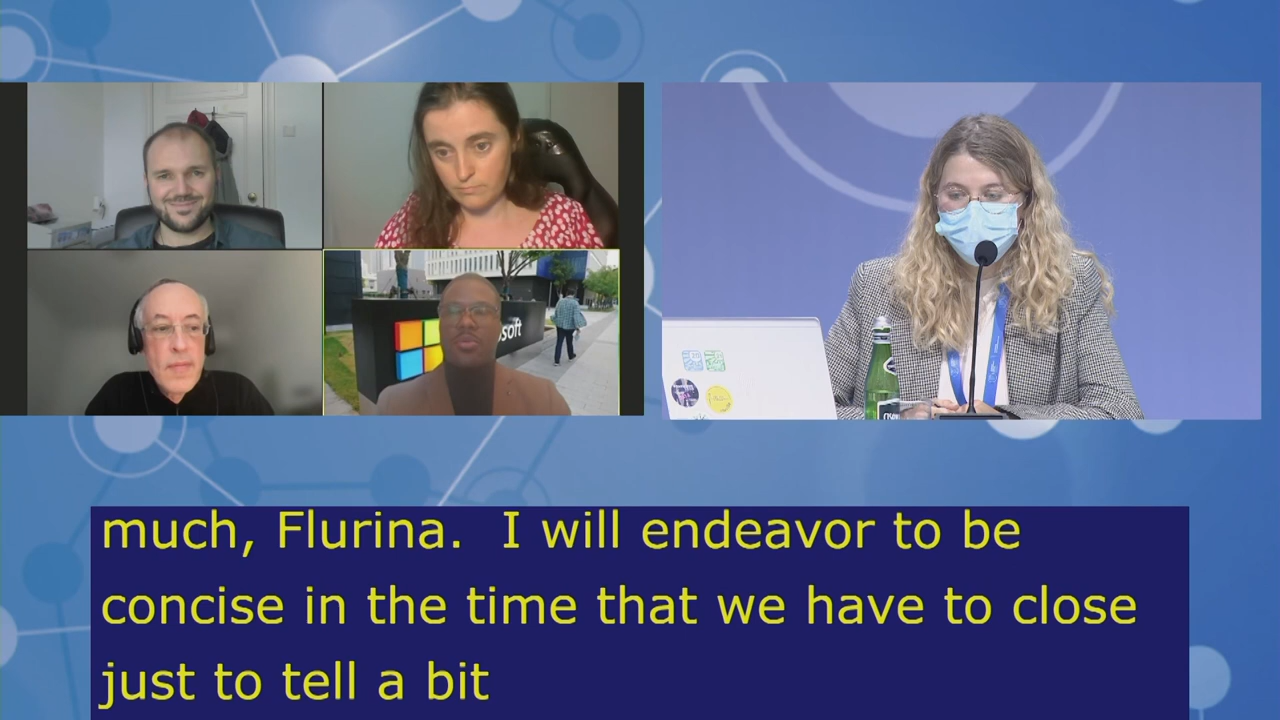 soft
much, Flurina.  I will endeavor to be
concise in the time that we have to close
just to tell a bit